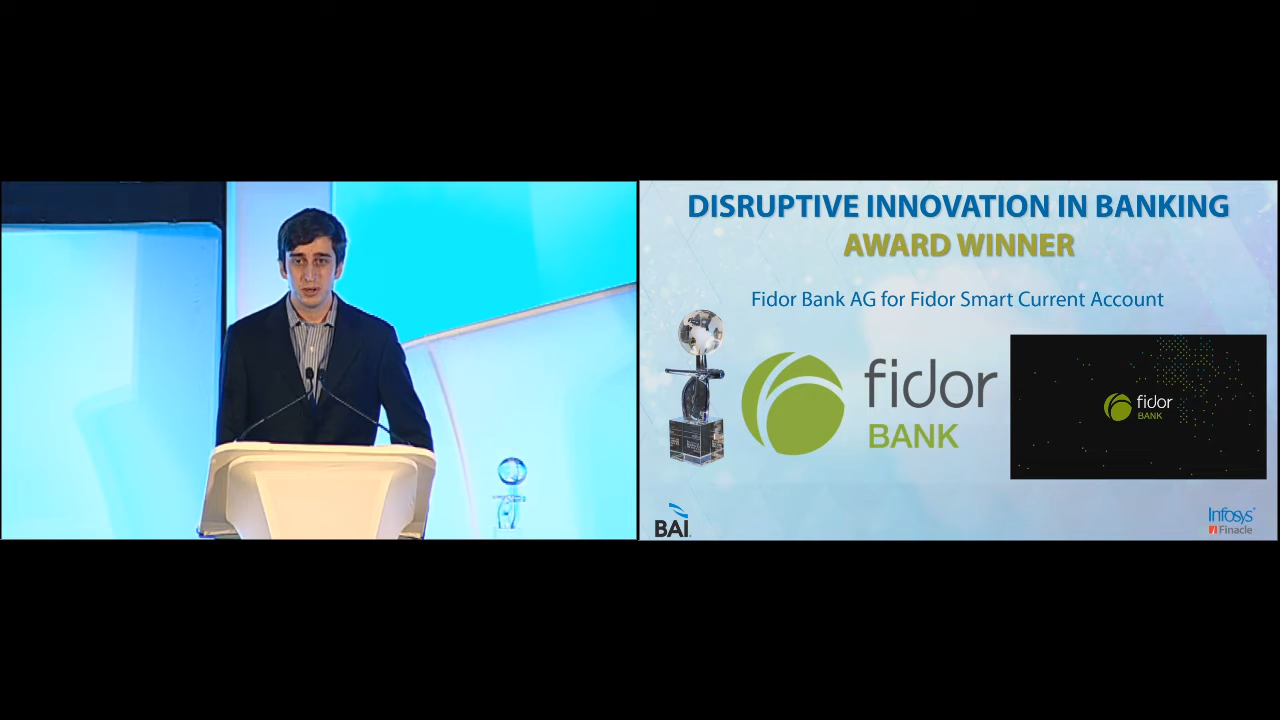 DISRUPTIVE INNOVATION IN BANKING
AWARD WINNER
Fidor Bank AG for Fidor Smart Current Account
fidor
BANK
fidor
BANK
BAI
Infosys
Finacle